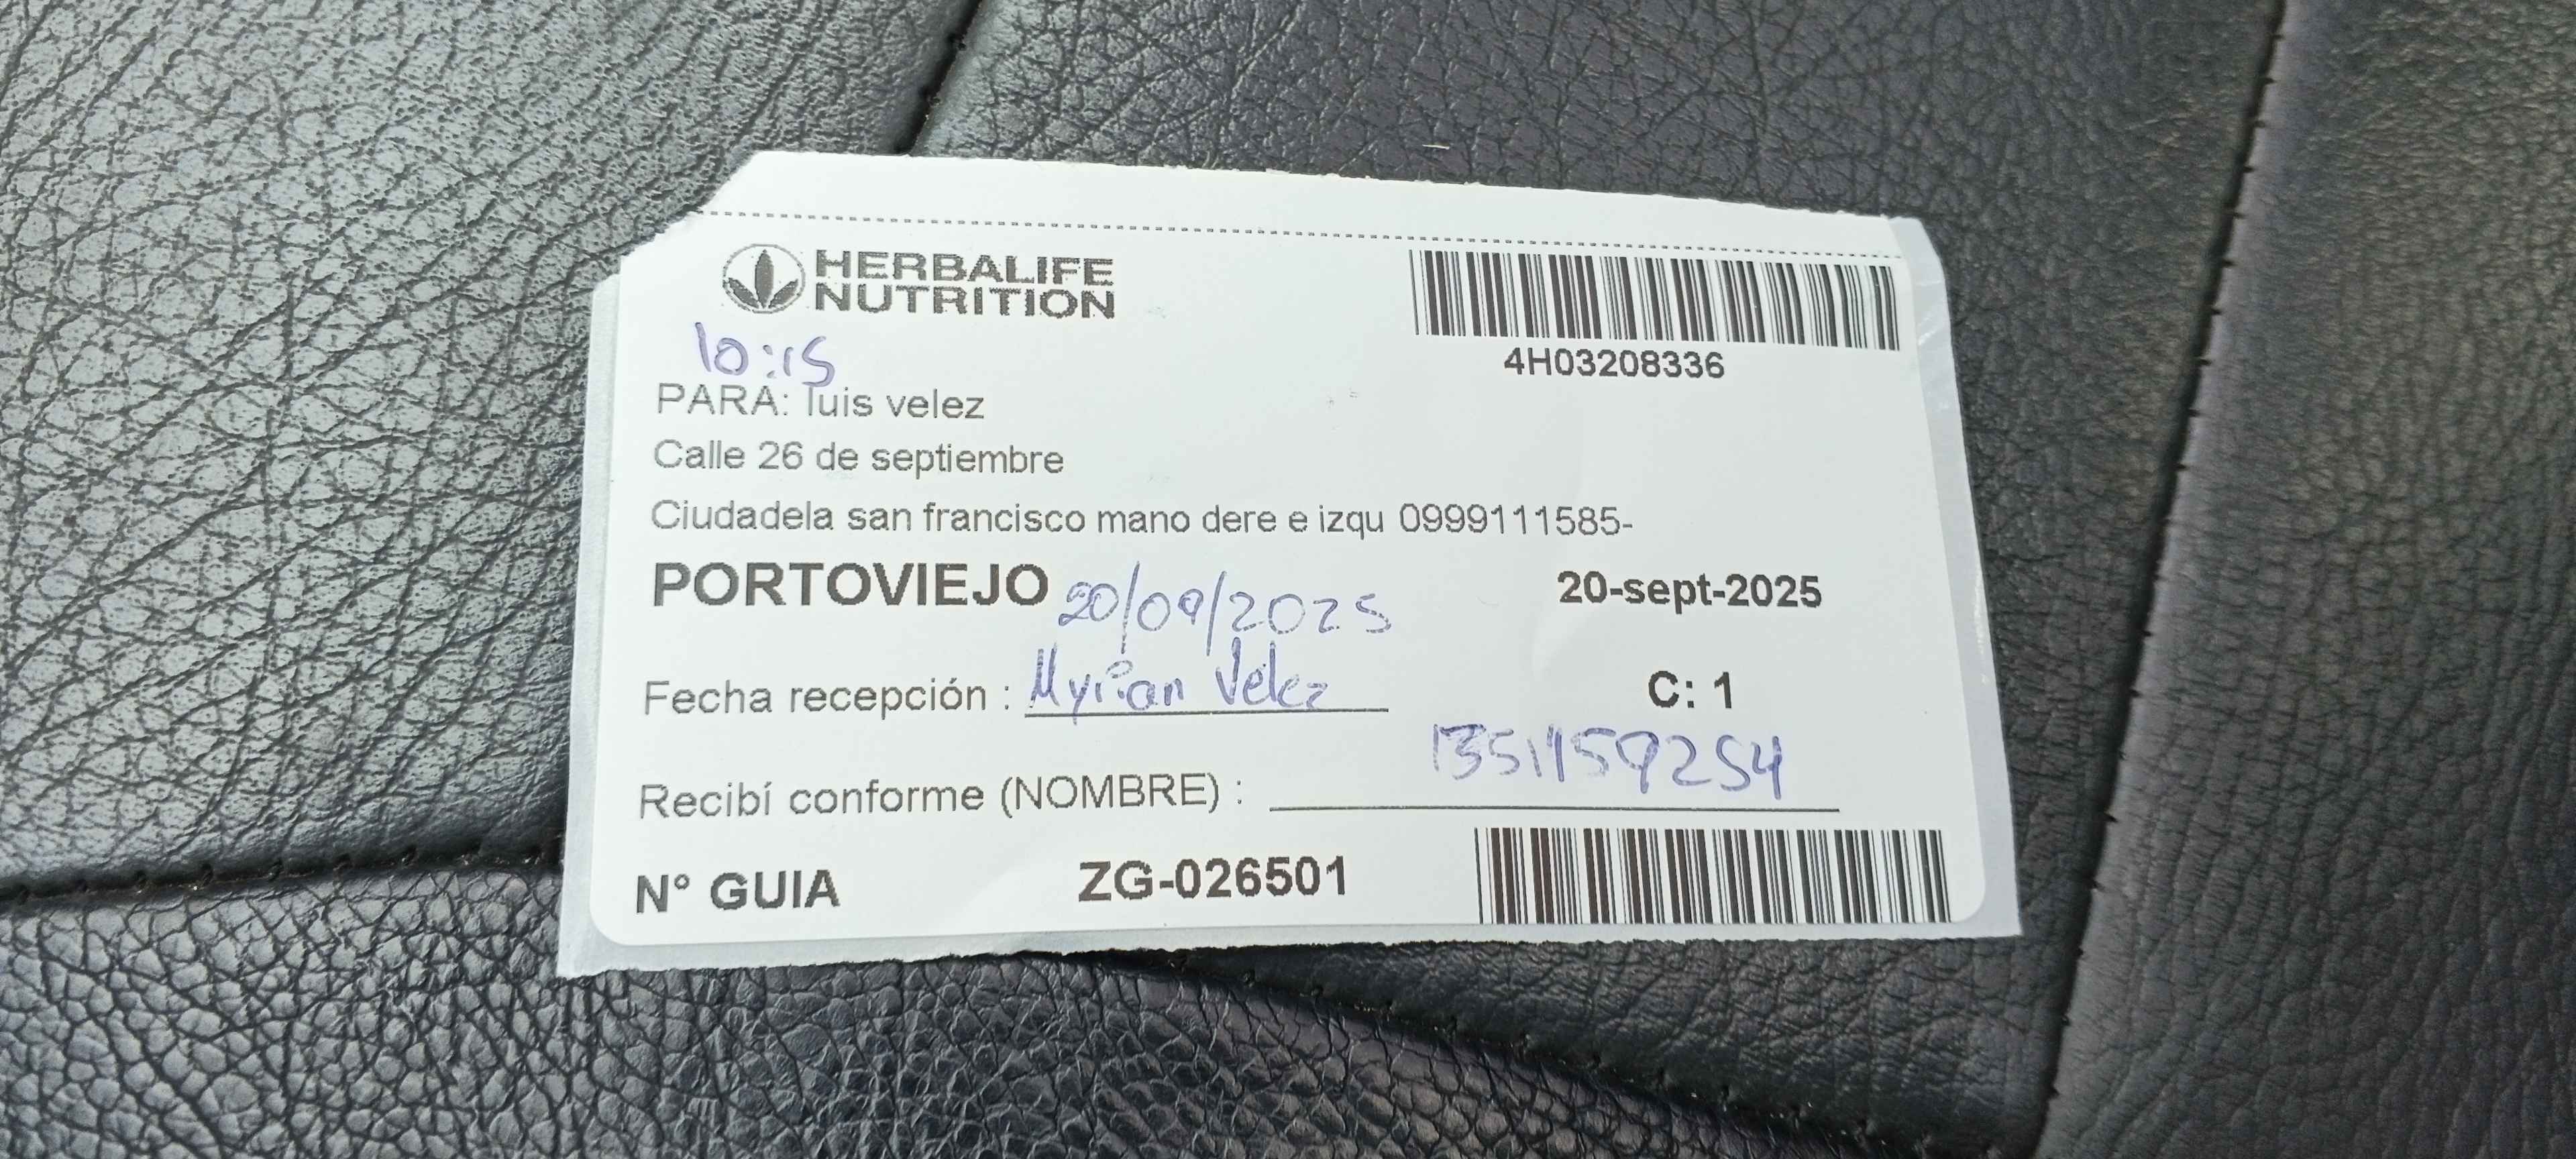 HERBALIFE
NUTRITION
4H03208336
10:15
PARA: luis velez
Calle 26 de septiembre
Ciudadela san francisco mano dere e izqu 0999111585-
PORTOVIEJO 20/09/2025 20-sept-2025
Fecha recepción : Myrian Velez C: 1
1351159254
Recibí conforme (NOMBRE) :
N° GUIA ZG-026501